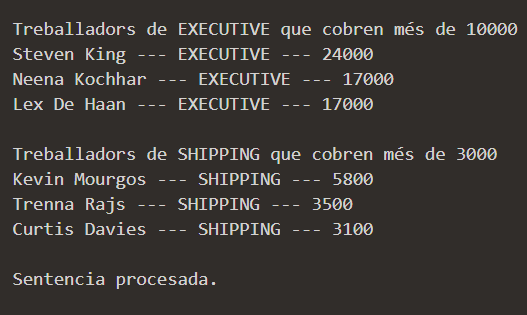 Treballadors de EXECUTIVE que cobren més de 10000
Steven King --- EXECUTIVE --- 24000
Neena Kochhar --- EXECUTIVE --- 17000
Lex De Haan --- EXECUTIVE --- 17000
Treballadors de SHIPPING que cobren més de 3000
Kevin Mourgos --- SHIPPING --- 5800
Trenna Rajs --- SHIPPING --- 3500
Curtis Davies --- SHIPPING --- 3100
Sentencia procesada.